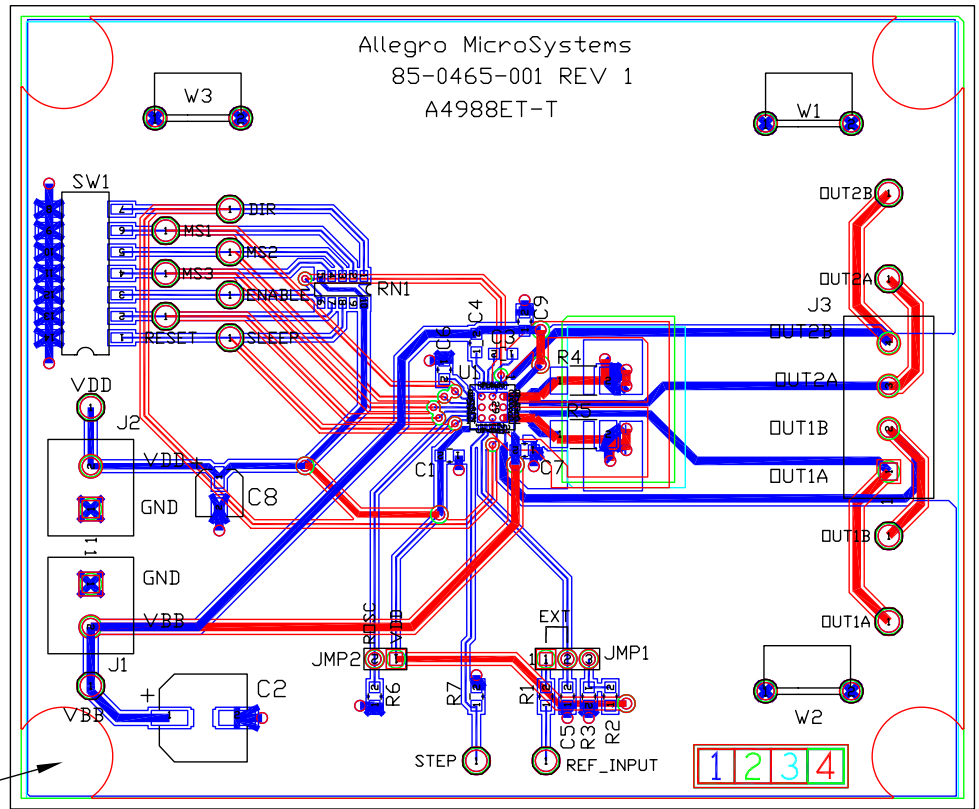 Allegro MicroSystems
85-0465-001 REV 1
A4988ET-T
W3
W1
SW1
OUT2B
DIR
MS1
MS2
OUT2A
MS3
ENABLE
RN1
J3
C4
C9
RESET
SLEEP
OUT2B
C3
C6
R4
VDD
OUT2A
J2
R5
OUT1B
VDD +
C1
C7
GND
C8
OUT1A
OUT1B
GND
VBB
ROSC
VDD
EXT
OUT1A
J1
JMP2
1
JMP1
+
C2
R6
R7
R1
C5
R3
R2
VBB
W2
STEP
REF_INPUT
1 2 3 4